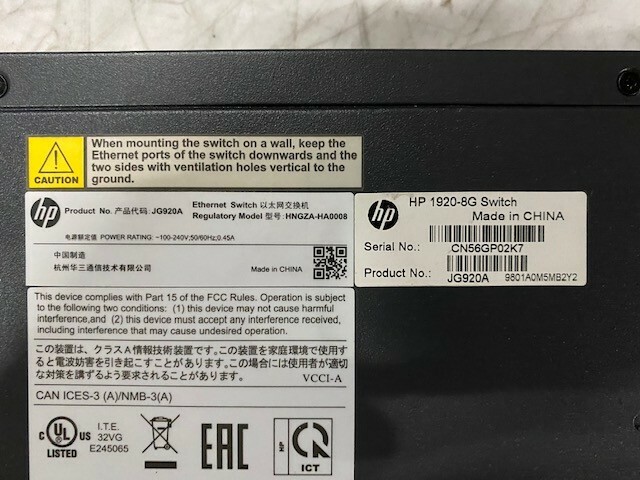 When mounting the switch on a wall, keep the
Ethernet ports of the switch downwards and the
two sides with ventilation holes vertical to the
ground.
CAUTION
hp
Product No. 产品代码: JG920A
Ethernet Switch 以太网交换机
Regulatory Model 型号: HNGZA-HA0008
电源额定值 POWER RATING: ~100-240V;50/60Hz,0.45A
中国制造
杭州华三通信技术有限公司
Made in CHINA
hp
HP 1920-8G Switch
Made in CHINA
Serial No.:
CN56GP02K7
Product No.:
JG920A
9801A0M5MB2Y2
This device complies with Part 15 of the FCC Rules. Operation is subject
to the following two conditions: (1) this device may not cause harmful
interference,and (2) this device must accept any interference received,
including interference that may cause undesired operation.
この装置は、クラスA情報技術装置です。この装置を家庭環境で使用す
ると電波妨害を引き起こすことがあります。この場合には使用者が適切
な対策を講ずるよう要求されることがあります。
VCCI-A
CAN ICES-3 (A)/NMB-3(A)
C UL US
LISTED
I.T.E.
32VG
E245065
EAC
HP
ICT